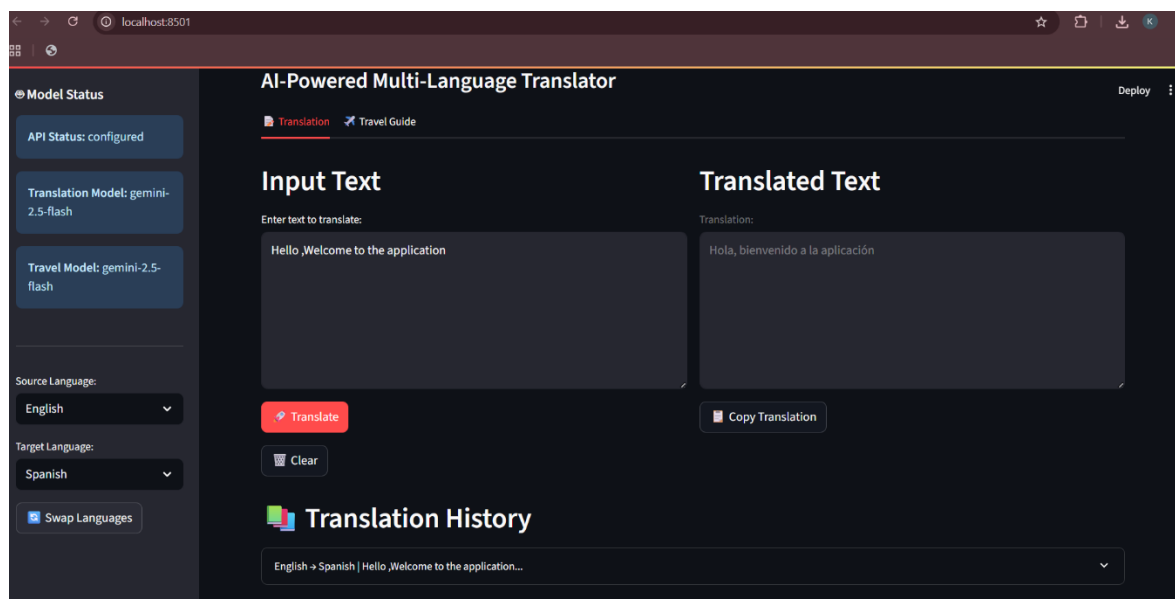 localhost:8501
K
Model Status
API Status: configured
Translation Model: gemini-
2.5-flash
Travel Model: gemini-2.5-
flash
Source Language:
English
Target Language:
Spanish
Swap Languages
AI-Powered Multi-Language Translator
Deploy
Translation Travel Guide
Input Text
Enter text to translate:
Hello ,Welcome to the application
Translate
Clear
Translated Text
Translation:
Hola, bienvenido a la aplicación
Copy Translation
Translation History
English → Spanish | Hello ,Welcome to the application...